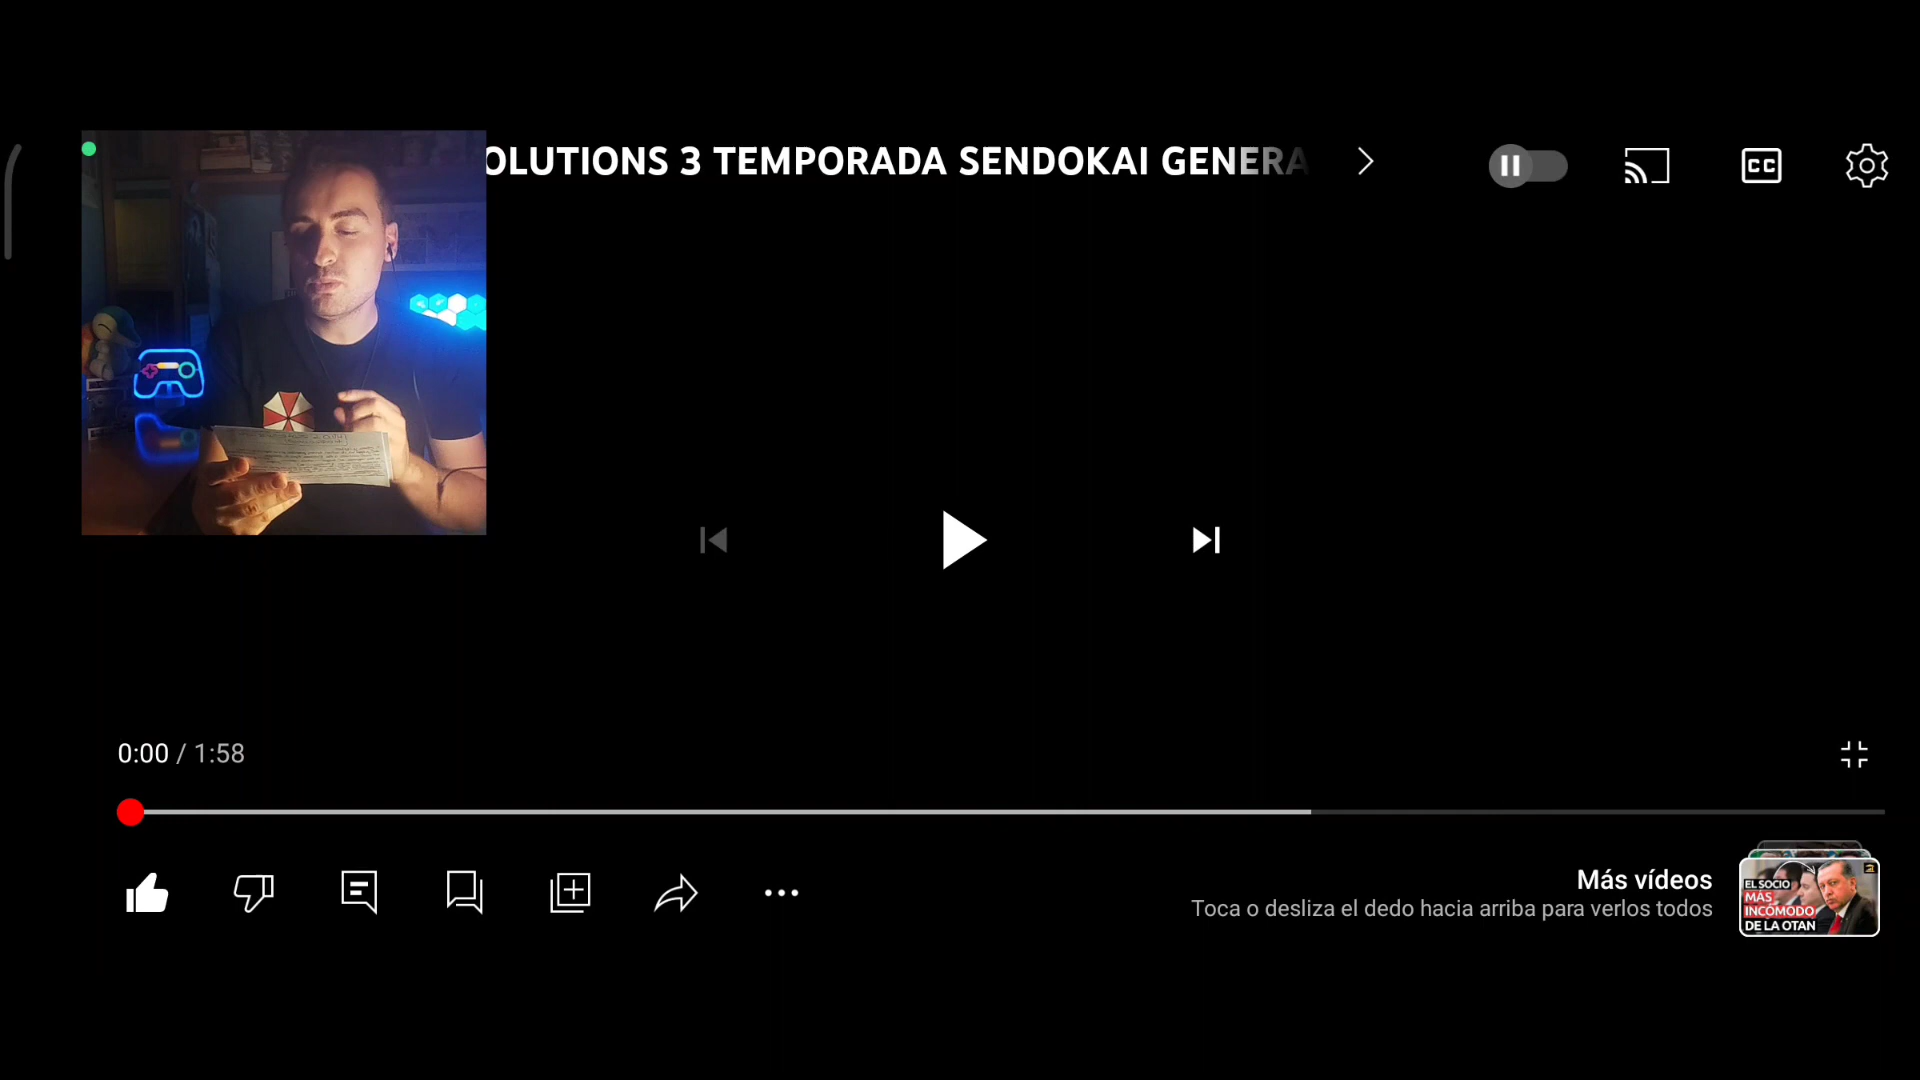 OLUTIONS 3 TEMPORADA SENDOKAI GENERA
CC
0:00 / 1:58
Más vídeos
Toca o desliza el dedo hacia arriba para verlos todos
EL SOCIO
MÁS
INCÓMODO
DE LA OTAN